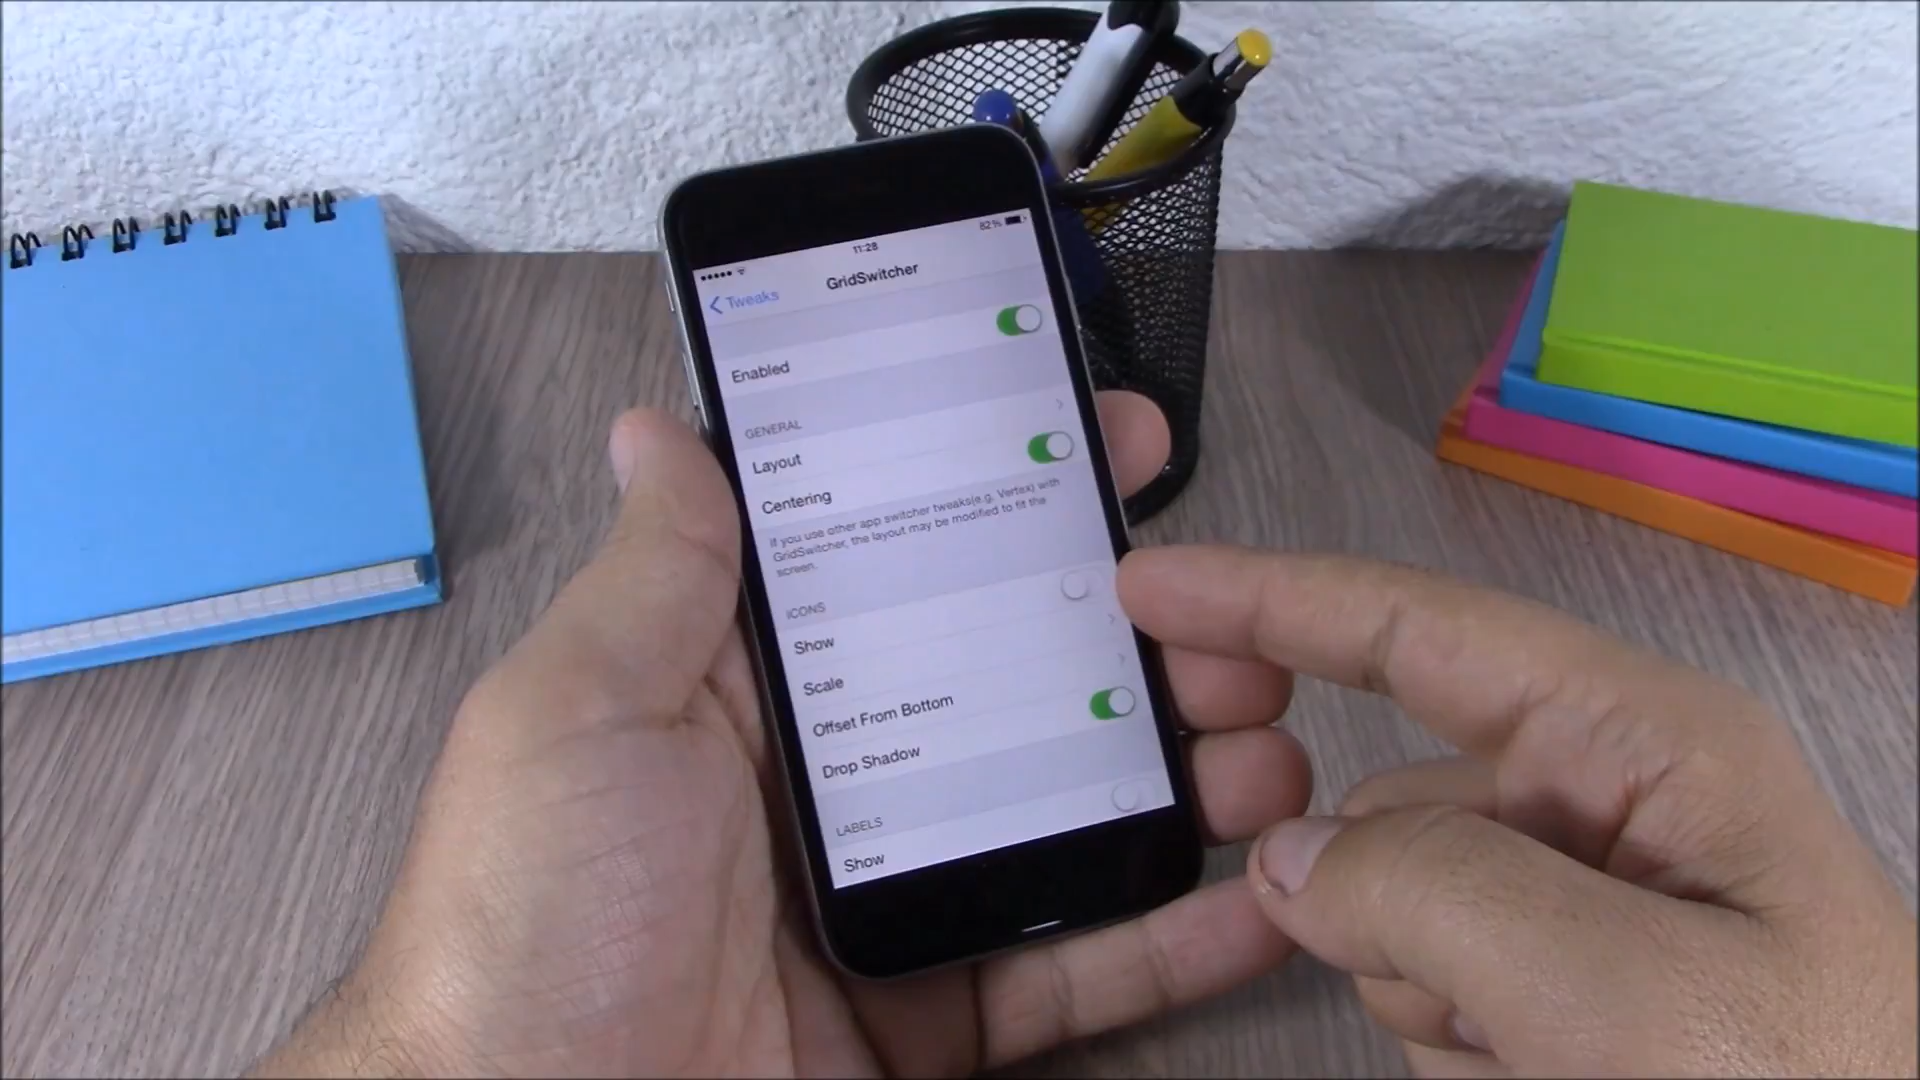 11:28
82%
Tweaks
GridSwitcher
Enabled
GENERAL
Layout
Centering
If you use other app switcher tweaks(e.g. Vertex) with
GridSwitcher, the layout may be modified to fit the
screen.
ICONS
Show
Scale
Offset From Bottom
Drop Shadow
LABELS
Show